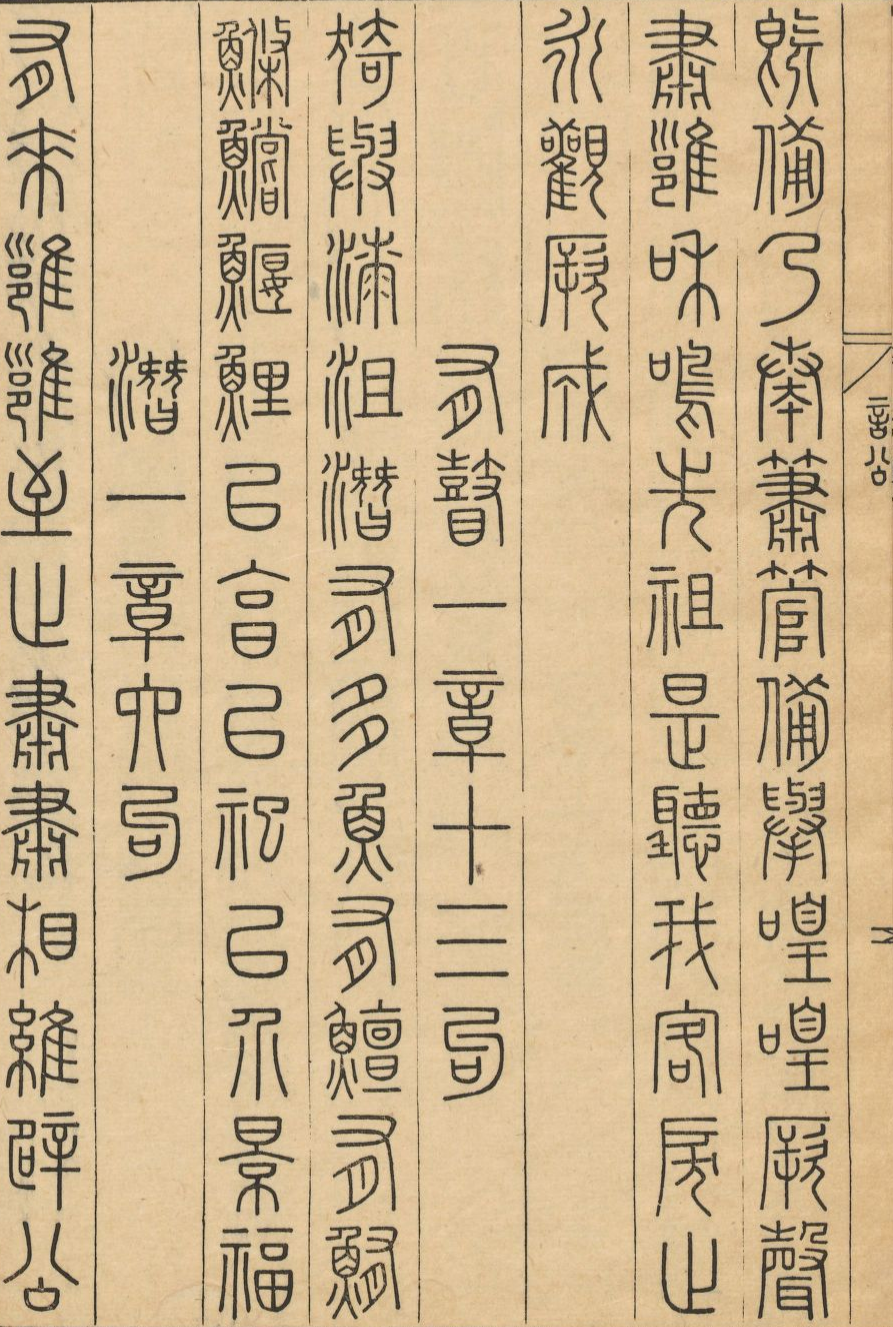 既備乃奏簫管備舉喤喤厥聲
肅雝和鳴先祖是聽我客戾止
永觀厥成
有瞽一章十三句
猗與漆沮潛有多魚有鱣有鮪
鰷鱨鰋鯉㠯享㠯祀㠯介景福
潛一章六句
有來雝雝至止肅肅相維辟公